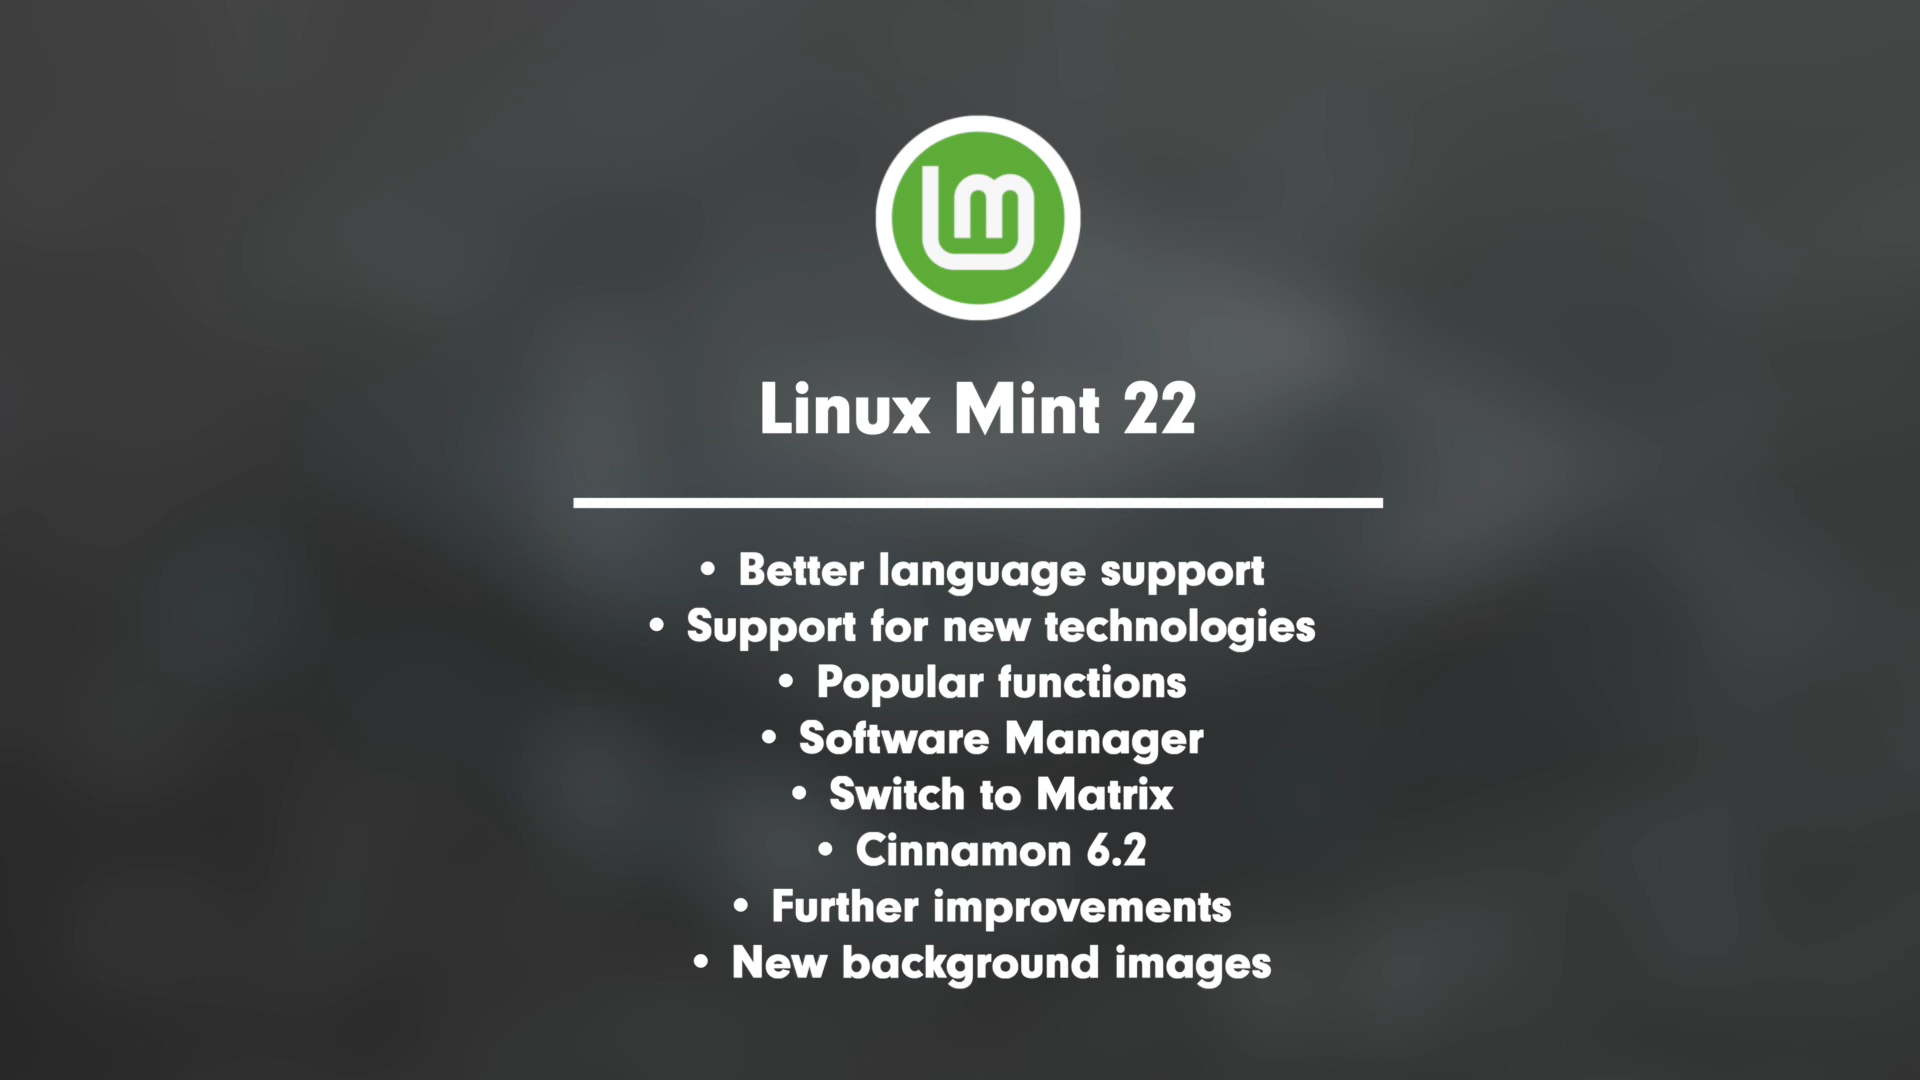 lm
Linux Mint 22
• Better language support
• Support for new technologies
• Popular functions
• Software Manager
• Switch to Matrix
• Cinnamon 6.2
• Further improvements
• New background images